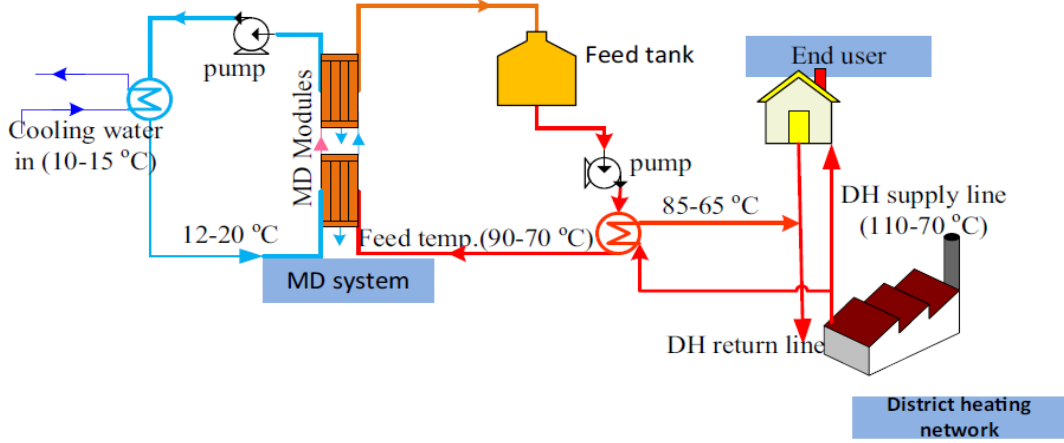 pump
Feed tank
End user
Cooling water
in (10-15 °C)
MD Modules
pump
85-65 °C
DH supply line
(110-70 °C)
12-20 °C
Feed temp.(90-70 °C)
MD system
DH return line
District heating
network